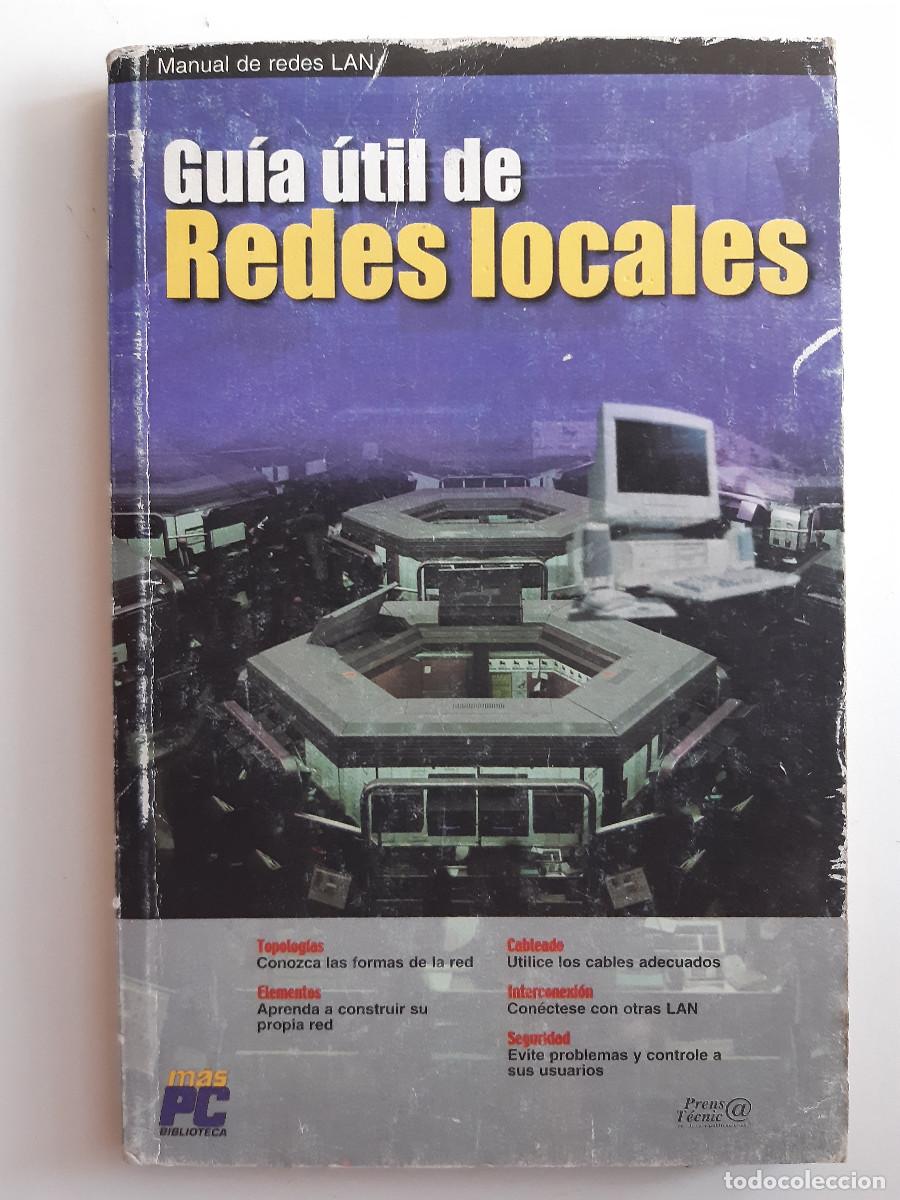 Manual de redes LAN
Guía útil de
Redes locales
Topologías
Conozca las formas de la red
Elementos
Aprenda a construir su
propia red
Cableado
Utilice los cables adecuados
Interconexión
Conéctese con otras LAN
Seguridad
Evite problemas y controle a
sus usuarios
más
PC
BIBLIOTECA
Prens@
Técnic
todocoleccion